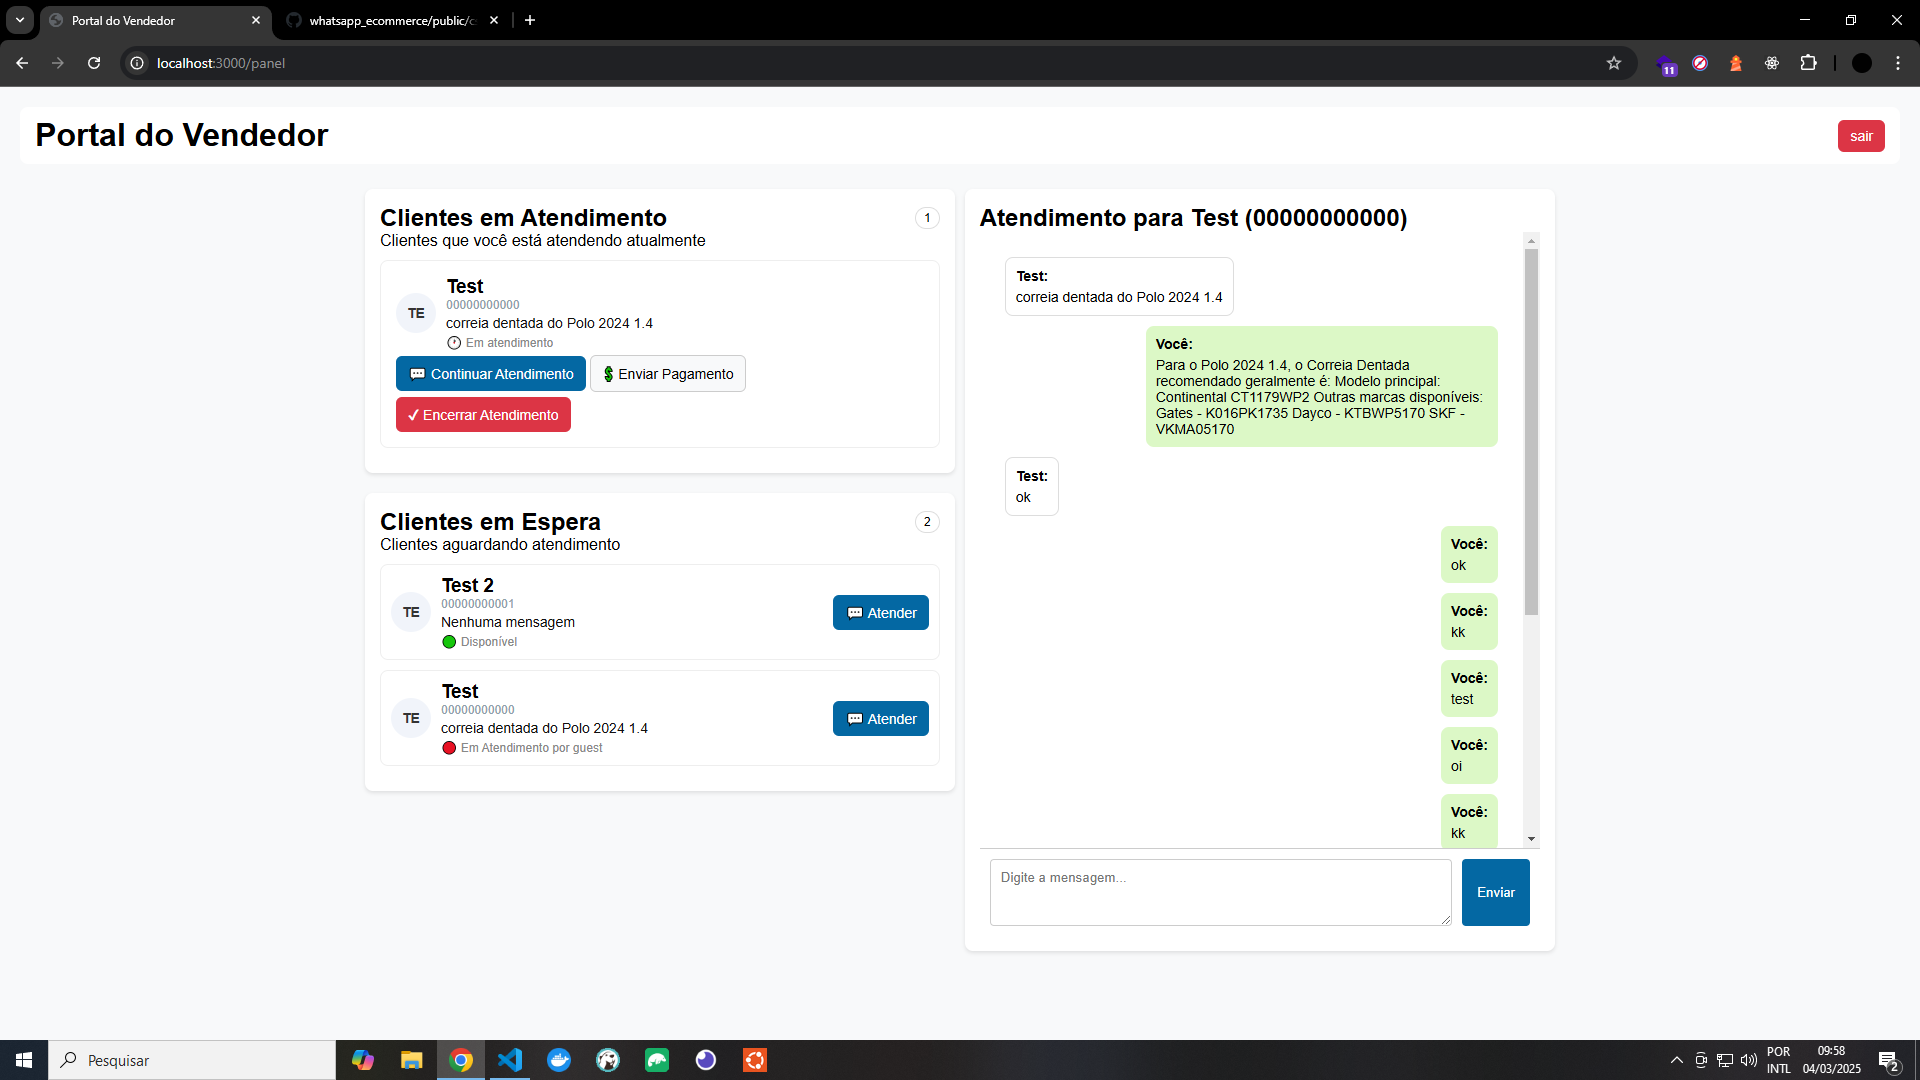 Portal do Vendedor
whatsapp_ecommerce/public/c
localhost:3000/panel
11
Portal do Vendedor
sair
Clientes em Atendimento
1
Clientes que você está atendendo atualmente
TE
Test
00000000000
correia dentada do Polo 2024 1.4
Em atendimento
Continuar Atendimento
Enviar Pagamento
Encerrar Atendimento
Clientes em Espera
2
Clientes aguardando atendimento
TE
Test 2
00000000001
Nenhuma mensagem
Disponível
Atender
TE
Test
00000000000
correia dentada do Polo 2024 1.4
Em Atendimento por guest
Atender
Atendimento para Test (00000000000)
Test:
correia dentada do Polo 2024 1.4
Você:
Para o Polo 2024 1.4, o Correia Dentada
recomendado geralmente é: Modelo principal:
Continental CT1179WP2 Outras marcas disponíveis:
Gates - K016PK1735 Dayco - KTBWP5170 SKF -
VKMA05170
Test:
ok
Você:
ok
Você:
kk
Você:
test
Você:
oi
Você:
kk
Digite a mensagem...
Enviar
Pesquisar
POR
INTL
09:58
04/03/2025
2